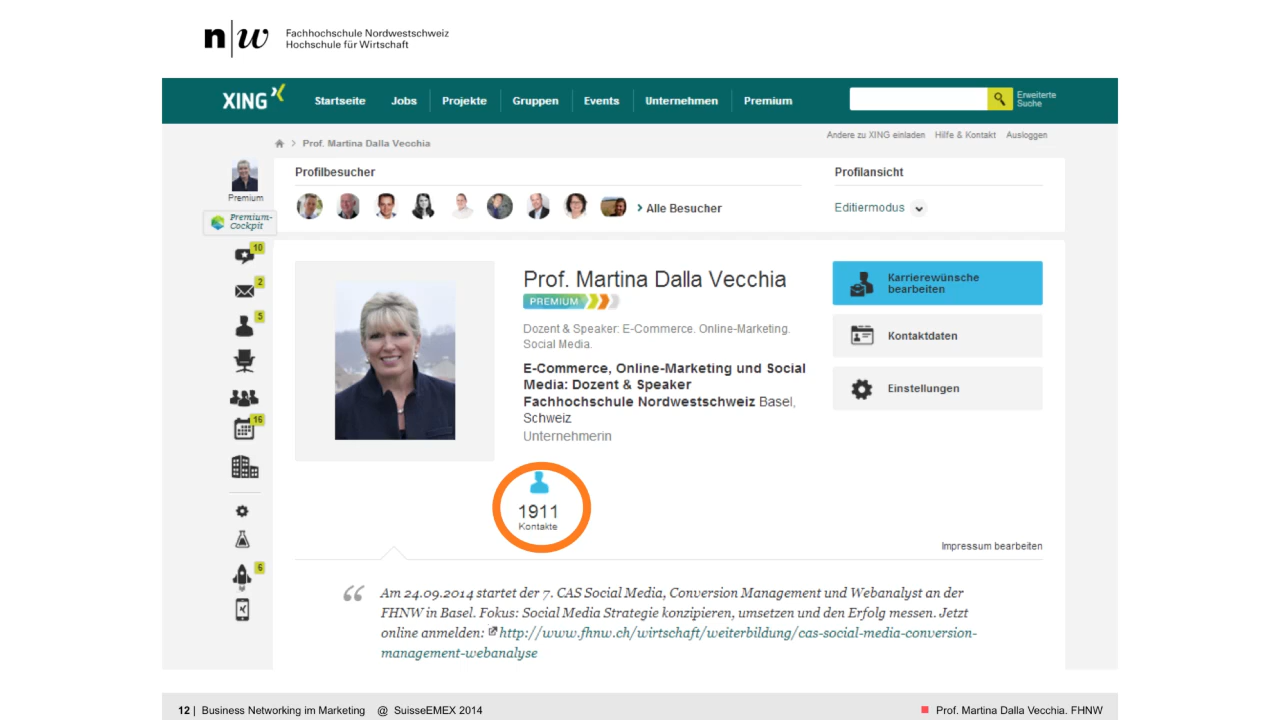 n|w Fachhochschule Nordwestschweiz
Hochschule für Wirtschaft
XING
Startseite Jobs Projekte Gruppen Events Unternehmen Premium
Erweiterte
Suche
Andere zu XING einladen Hilfe & Kontakt Ausloggen
> Prof. Martina Dalla Vecchia
Premium
Premium-
Cockpit
10
2
5
16
6
Profilbesucher
Alle Besucher
Profilansicht
Editiermodus
Prof. Martina Dalla Vecchia
PREMIUM
Dozent & Speaker: E-Commerce. Online-Marketing.
Social Media.
E-Commerce, Online-Marketing und Social
Media: Dozent & Speaker
Fachhochschule Nordwestschweiz Basel,
Schweiz
Unternehmerin
Karrierewünsche
bearbeiten
Kontaktdaten
Einstellungen
1911
Kontakte
Impressum bearbeiten
“ Am 24.09.2014 startet der 7. CAS Social Media, Conversion Management und Webanalyst an der
FHNW in Basel. Fokus: Social Media Strategie konzipieren, umsetzen und den Erfolg messen. Jetzt
online anmelden: http://www.fhnw.ch/wirtschaft/weiterbildung/cas-social-media-conversion-
management-webanalyse
12 | Business Networking im Marketing @ SuisseEMEX 2014
Prof. Martina Dalla Vecchia. FHNW